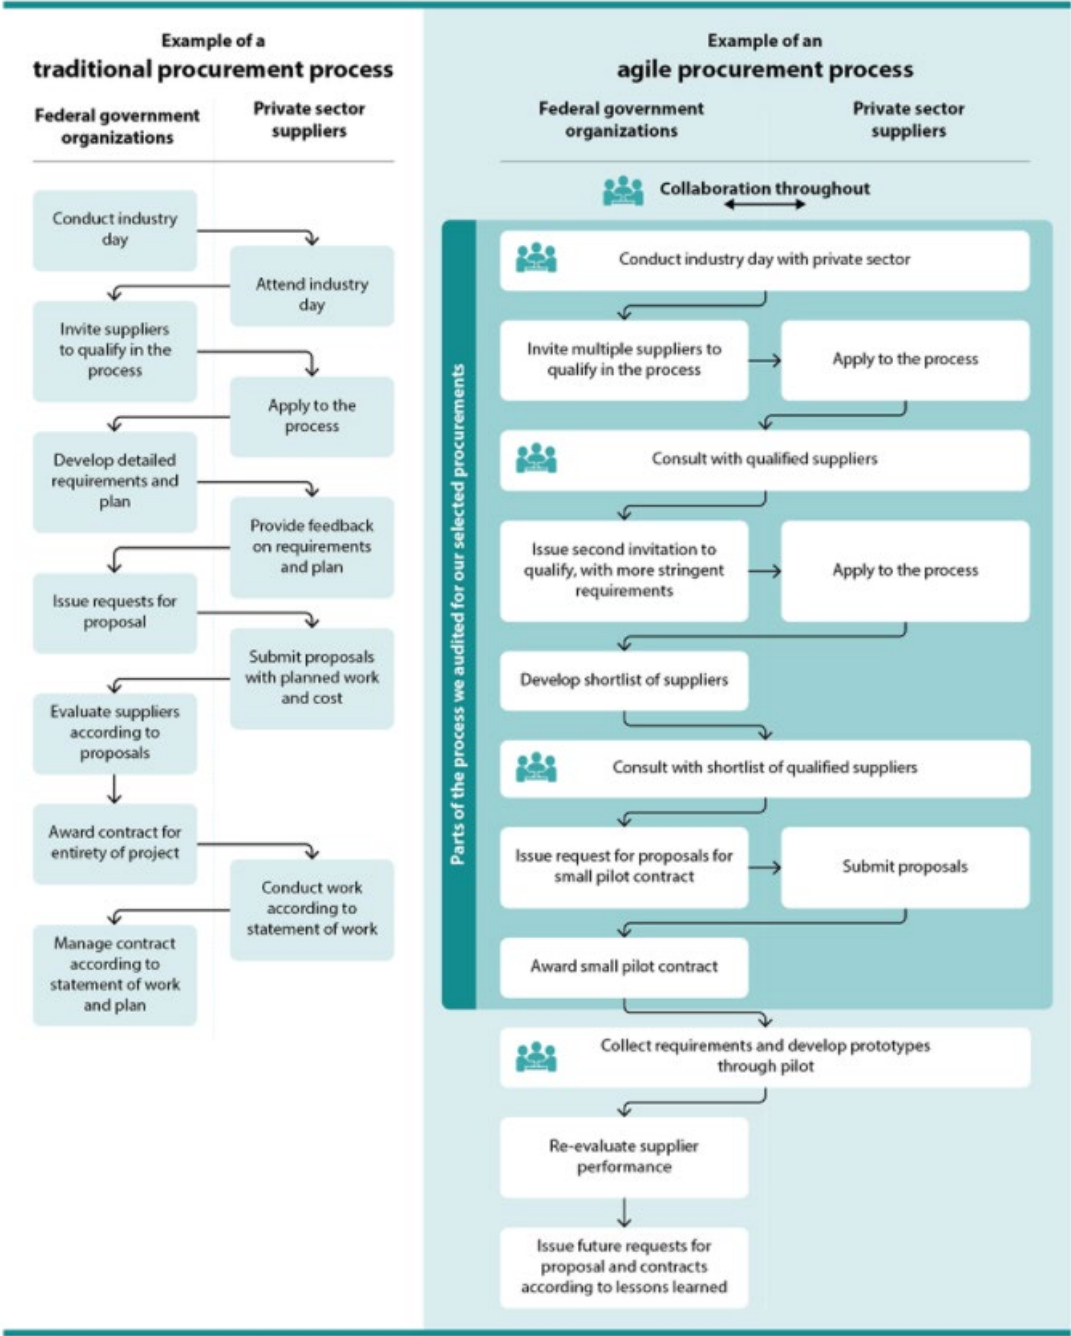 Example of a
traditional procurement process
Federal government
organizations
Private sector
suppliers
Conduct industry
day
Attend industry
day
Invite suppliers
to qualify in the
process
Apply to the
process
Develop detailed
requirements and
plan
Provide feedback
on requirements
and plan
Issue requests for
proposal
Submit proposals
with planned work
and cost
Evaluate suppliers
according to
proposals
Award contract for
entirety of project
Conduct work
according to
statement of work
Manage contract
according to
statement of work
and plan
Example of an
agile procurement process
Federal government
organizations
Private sector
suppliers
Collaboration throughout
Parts of the process we audited for our selected procurements
Conduct industry day with private sector
Invite multiple suppliers to
qualify in the process
Apply to the process
Consult with qualified suppliers
Issue second invitation to
qualify, with more stringent
requirements
Apply to the process
Develop shortlist of suppliers
Consult with shortlist of qualified suppliers
Issue request for proposals for
small pilot contract
Submit proposals
Award small pilot contract
Collect requirements and develop prototypes
through pilot
Re-evaluate supplier
performance
Issue future requests for
proposal and contracts
according to lessons learned